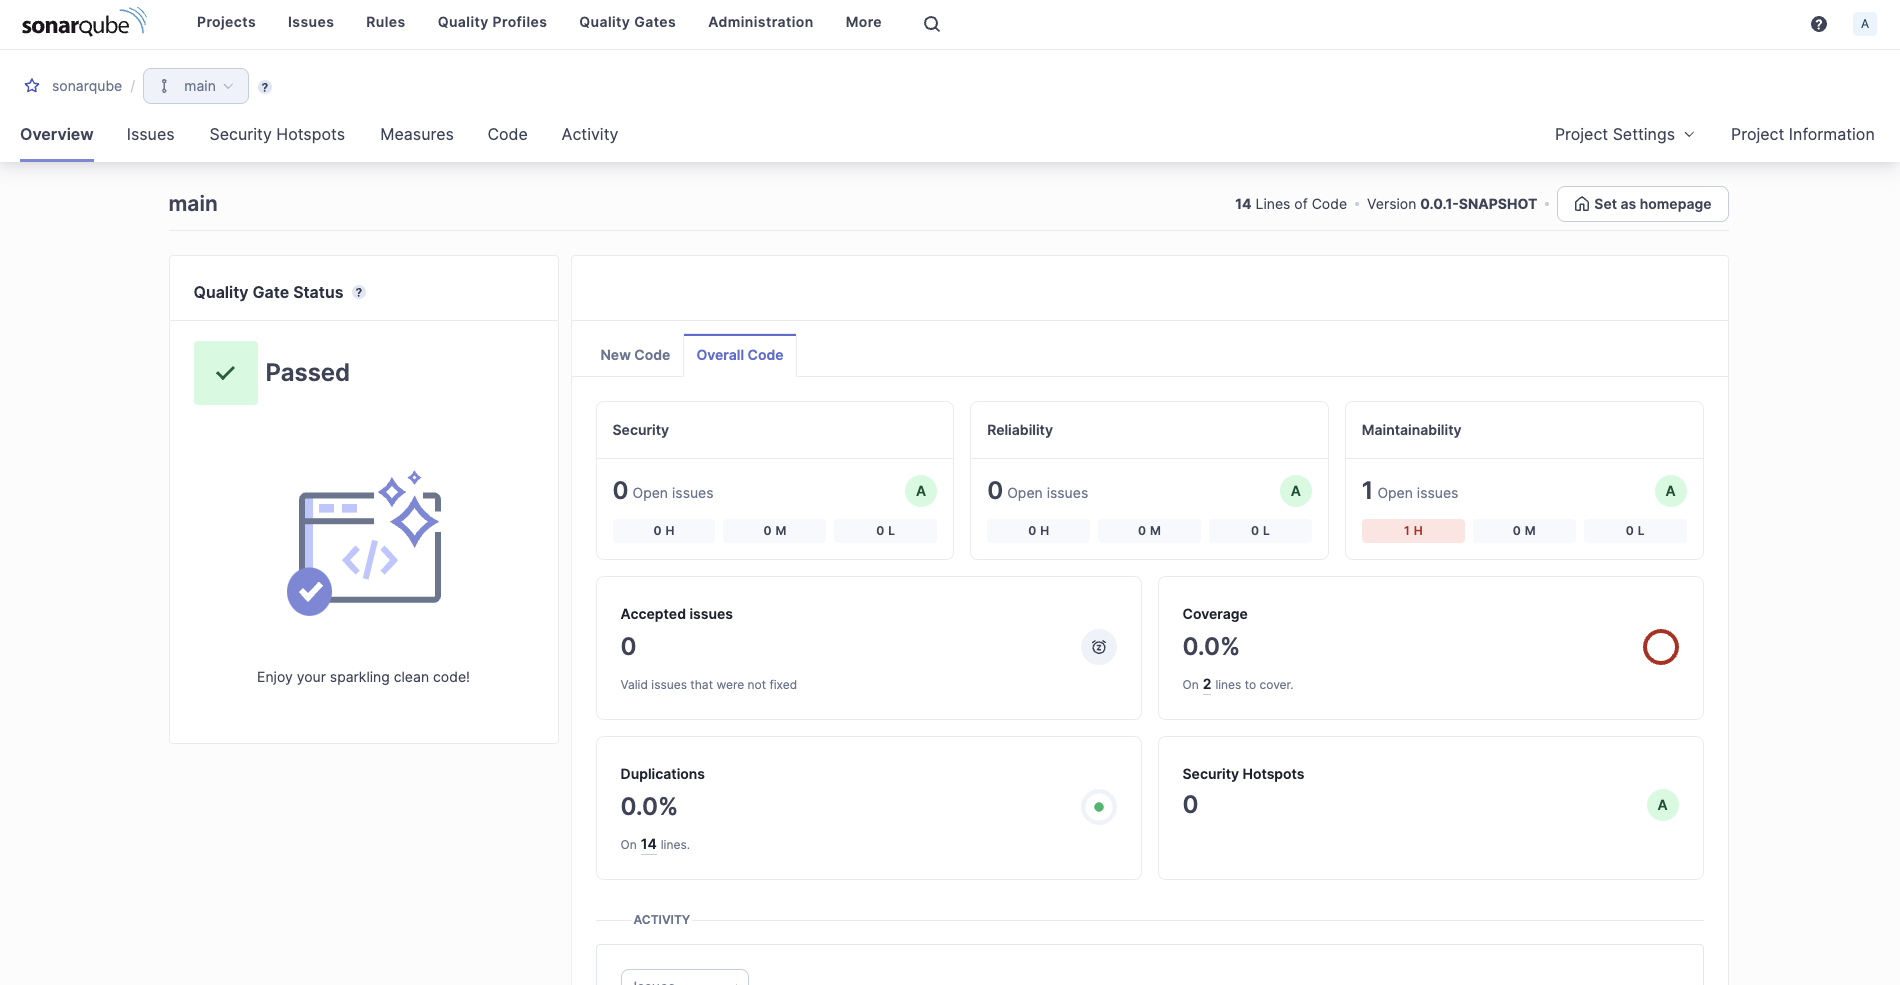 sonarqube
Projects Issues Rules Quality Profiles Quality Gates Administration More
? A
sonarqube / main ?
Overview Issues Security Hotspots Measures Code Activity Project Settings Project Information
main
14 Lines of Code • Version 0.0.1-SNAPSHOT • Set as homepage
Quality Gate Status ?
Passed
</>
Enjoy your sparkling clean code!
New Code Overall Code
Security
0 Open issues A
0 H 0 M 0 L
Reliability
0 Open issues A
0 H 0 M 0 L
Maintainability
1 Open issues A
1 H 0 M 0 L
Accepted issues
0
Valid issues that were not fixed
Coverage
0.0%
On 2 lines to cover.
Duplications
0.0%
On 14 lines.
Security Hotspots
0 A
ACTIVITY